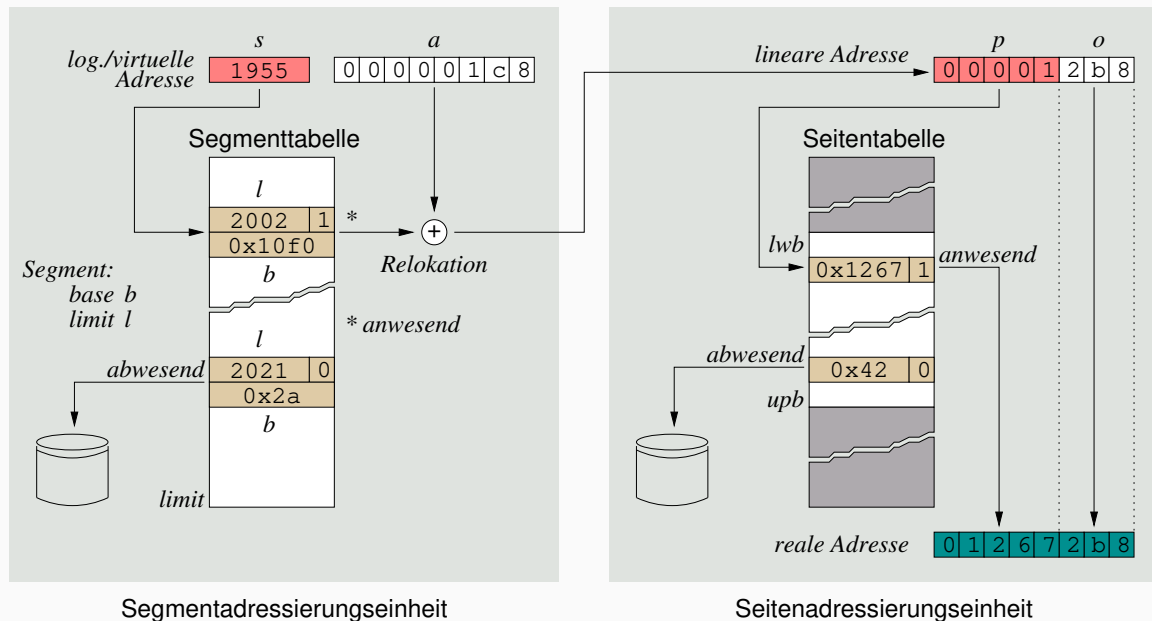 s a
log./virtuelle
Adresse
1955
0 0 0 0 0 1 c 8
Segmenttabelle
l
2002 1 *
0x10f0
b
+
Relokation
Segment:
base b
limit l
* anwesend
l
abwesend
2021 0
0x2a
b
limit
Segmentadressierungseinheit
p o
lineare Adresse
0 0 0 0 1 2 b 8
Seitentabelle
lwb
0x1267 1
anwesend
abwesend
0x42 0
upb
reale Adresse
0 1 2 6 7 2 b 8
Seitenadressierungseinheit